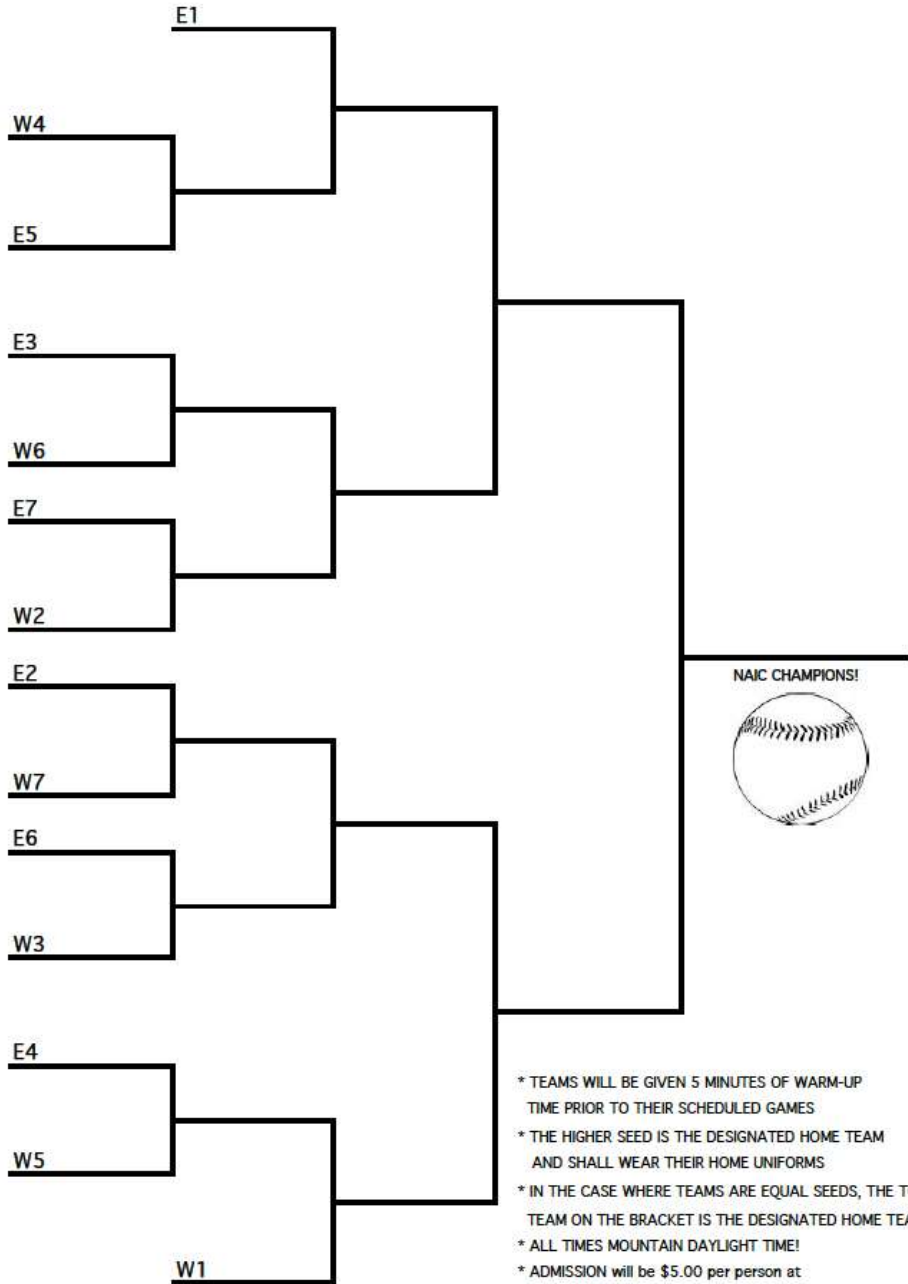 E1
W4
E5
E3
W6
E7
W2
E2
W7
E6
W3
E4
W5
W1
NAIC CHAMPIONS!
* TEAMS WILL BE GIVEN 5 MINUTES OF WARM-UP
TIME PRIOR TO THEIR SCHEDULED GAMES
* THE HIGHER SEED IS THE DESIGNATED HOME TEAM
AND SHALL WEAR THEIR HOME UNIFORMS
* IN THE CASE WHERE TEAMS ARE EQUAL SEEDS, THE
TEAM ON THE BRACKET IS THE DESIGNATED HOME
* ALL TIMES MOUNTAIN DAYLIGHT TIME!
* ADMISSION will be $5.00 per person at